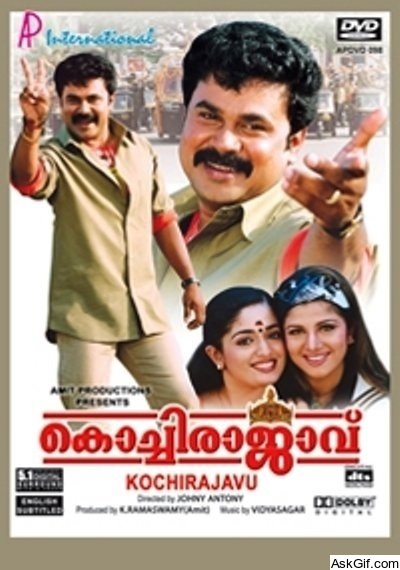 AP International
DVD
VIDEO
APDVD-098
AMIT PRODUCTIONS
PRESENTS
കൊച്ചിരാജാവ്
KOCHIRAJAVU
Directed by JOHNY ANTONY
Produced by K.RAMASWAMY(Amit) Music by VIDYASAGAR
5.1 DIGITAL
SURROUND
ENGLISH
SUBTITLED
dts
DOLBY
DIGITAL
AskGif.com